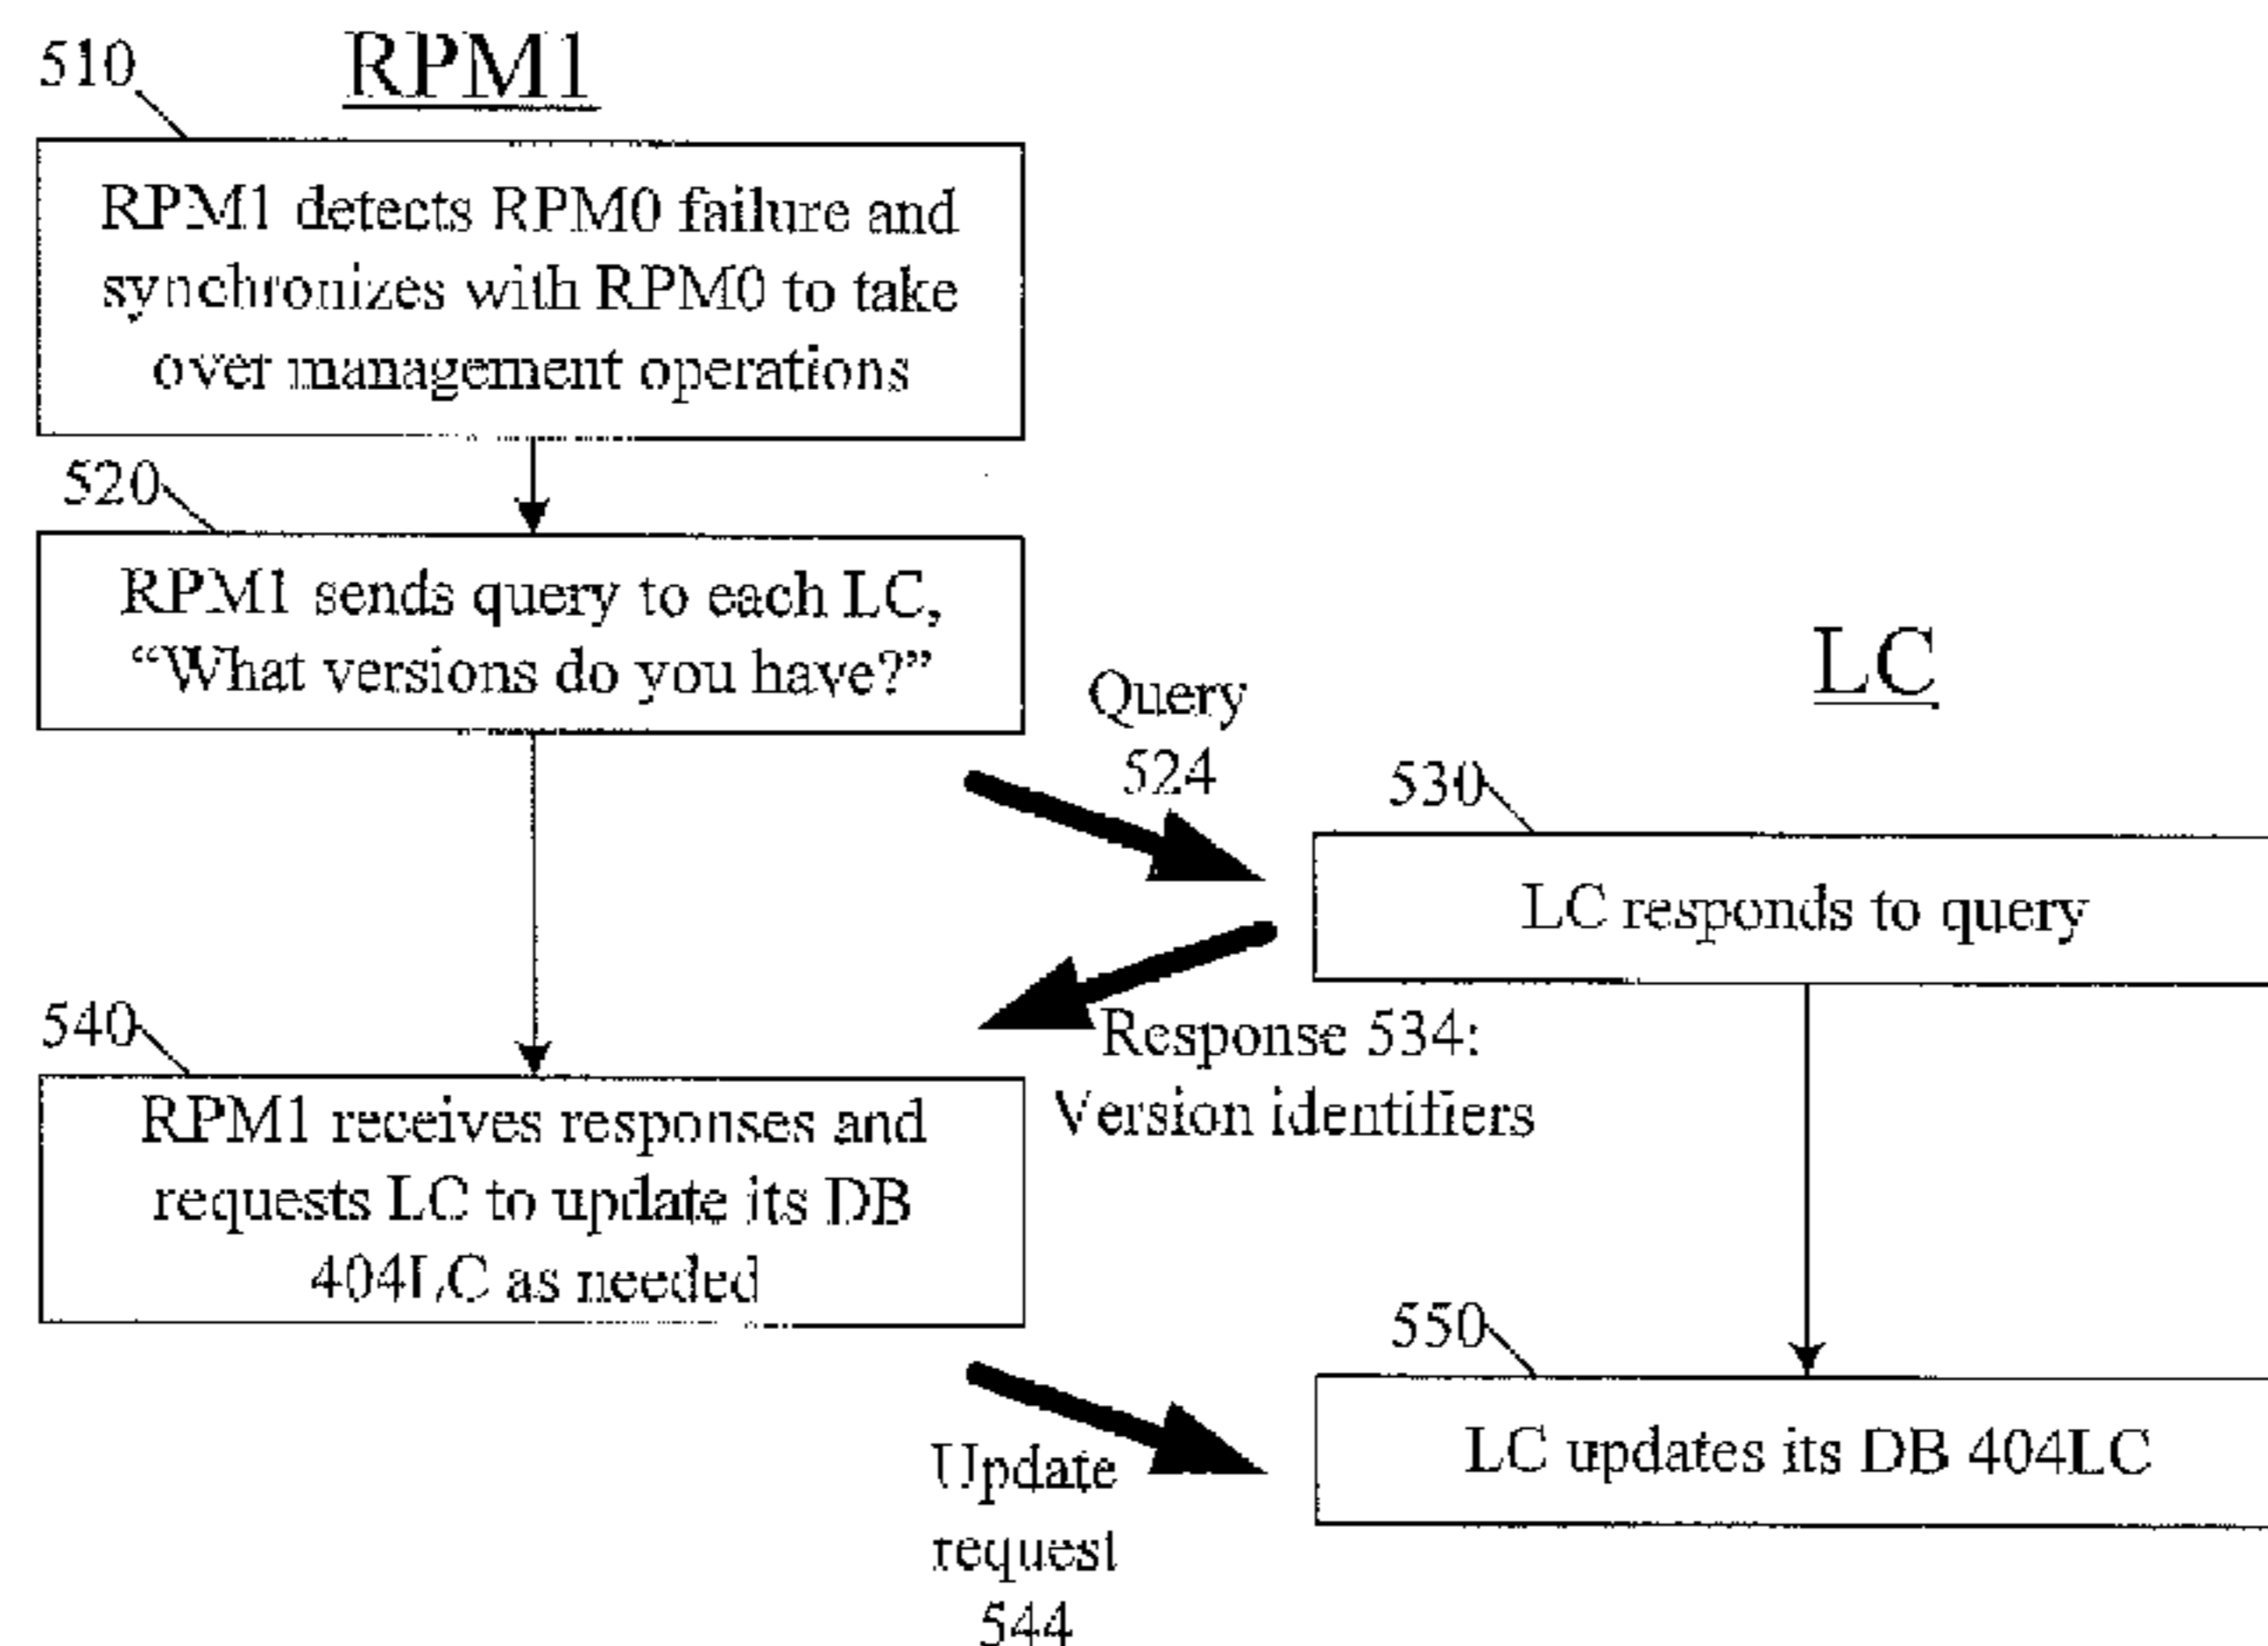 510
RPM1
RPM1 detects RPM0 failure and
synchronizes with RPM0 to take
over management operations
520
RPM1 sends query to each LC,
“What versions do you have?”
Query
524
LC
530
LC responds to query
Response 534:
Version identifiers
540
RPM1 receives responses and
requests LC to update its DB
404LC as needed
Update
request
544
550
LC updates its DB 404LC